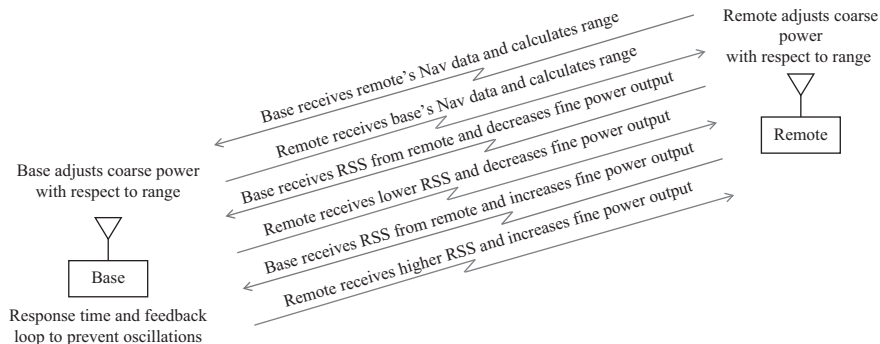 Remote adjusts coarse
power
with respect to range
Remote
Base receives remote's Nav data and calculates range
Remote receives base's Nav data and calculates range
Base receives RSS from remote and decreases fine power output
Remote receives lower RSS and decreases fine power output
Base receives RSS from remote and increases fine power output
Remote receives higher RSS and increases fine power output
Base adjusts coarse power
with respect to range
Base
Response time and feedback
loop to prevent oscillations